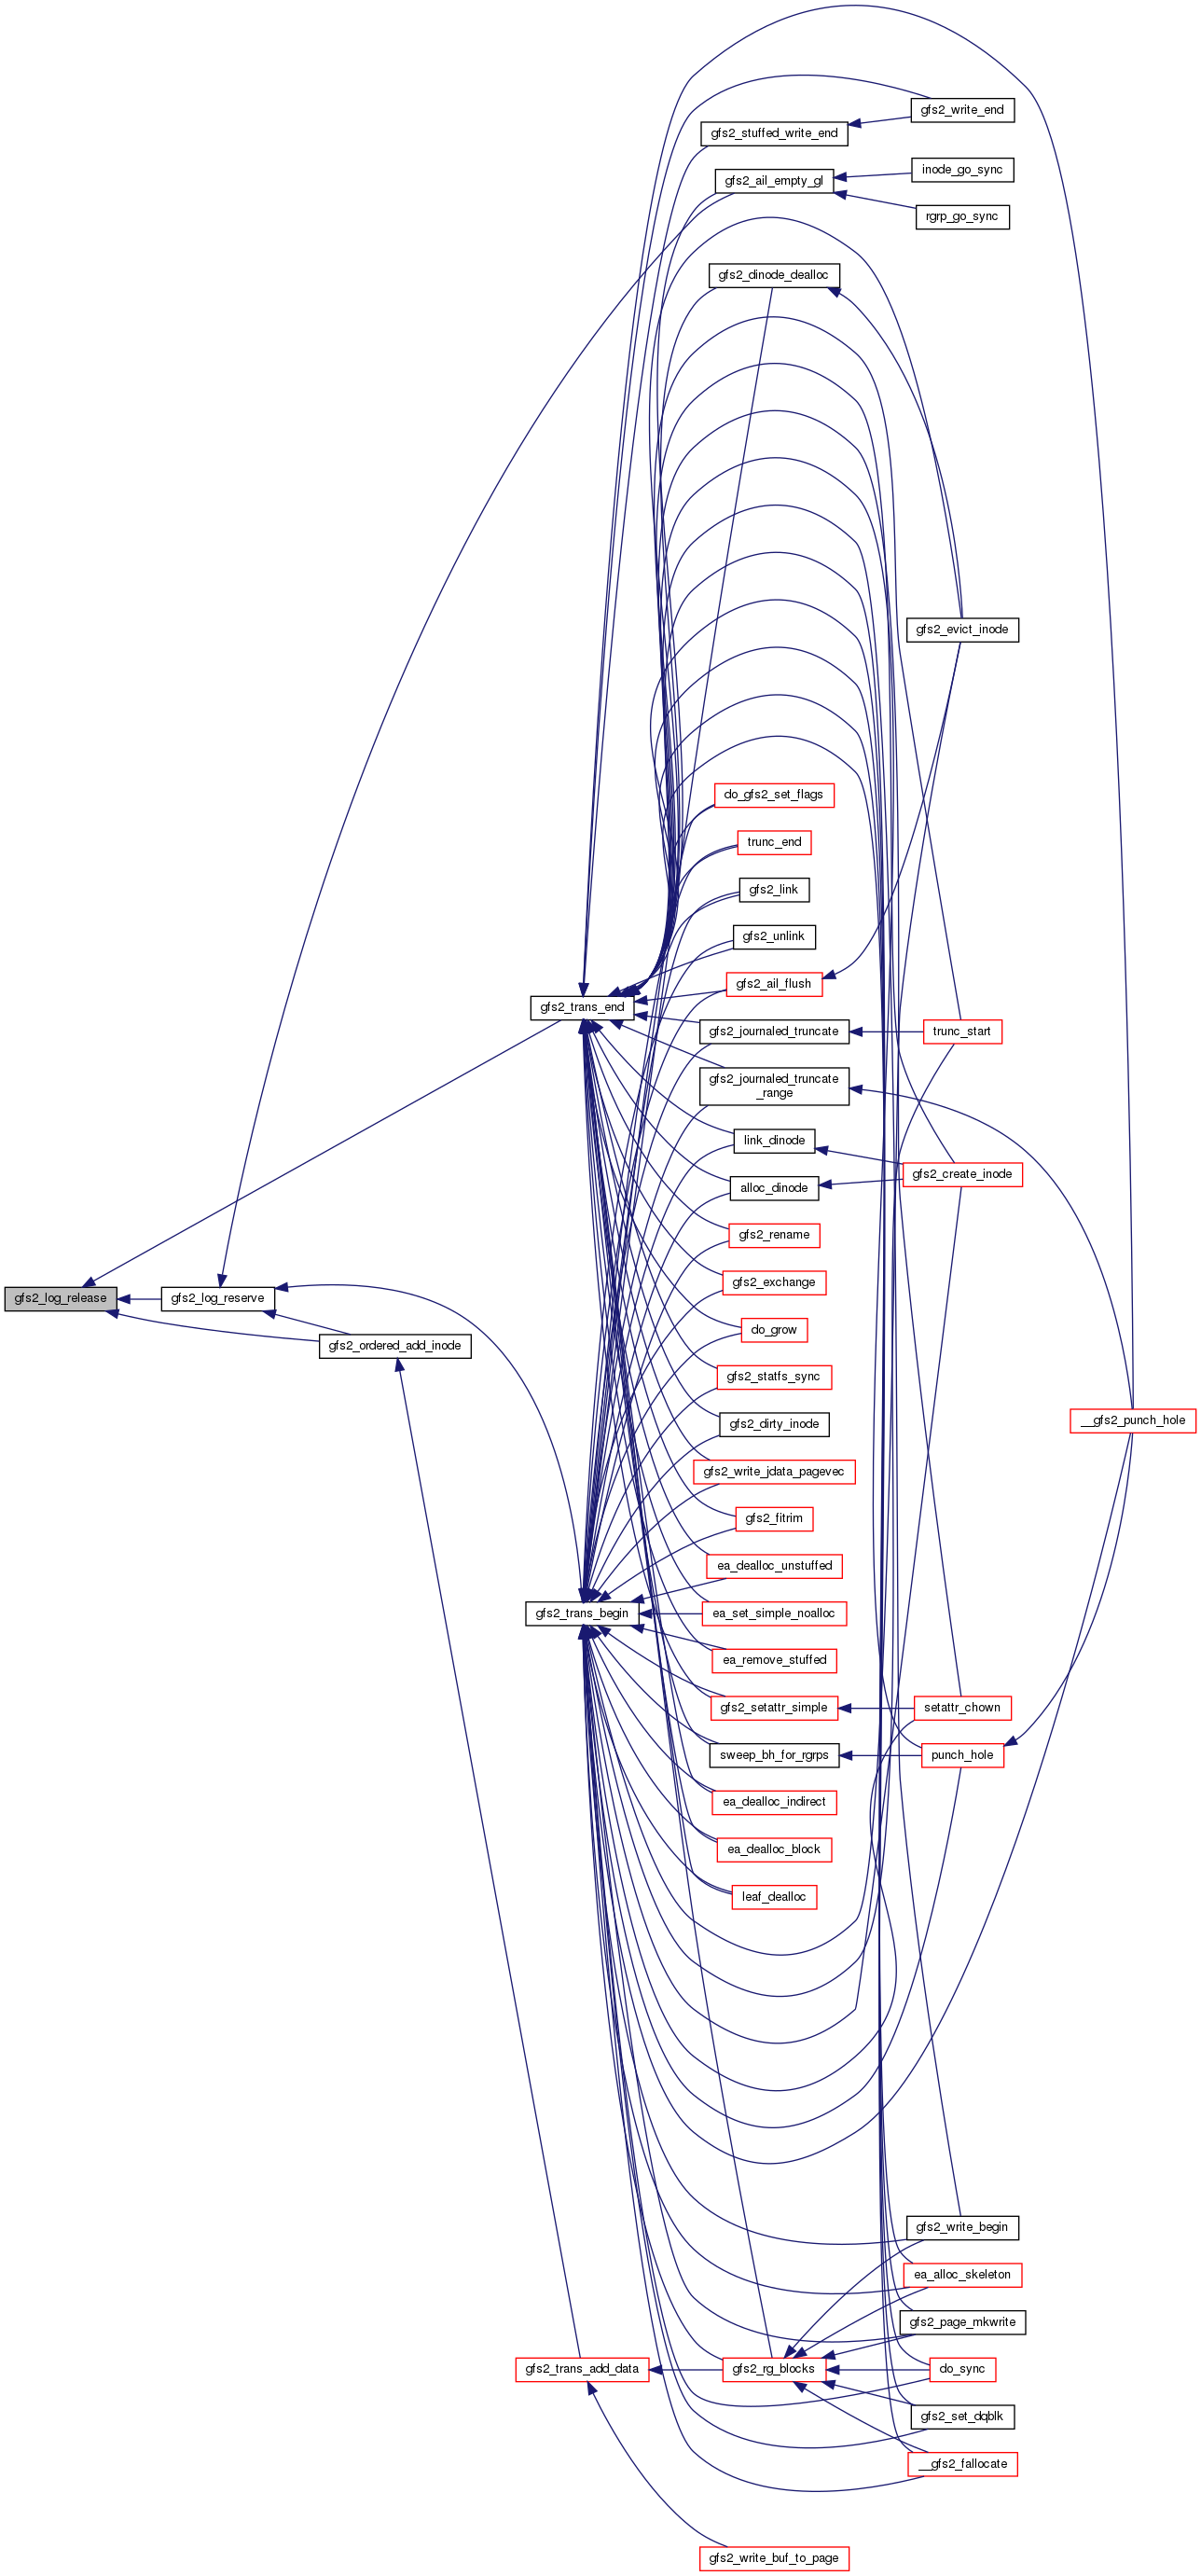 gfs2_write_end
gfs2_stuffed_write_end
inode_go_sync
gfs2_ail_empty_gl
rgrp_go_sync
gfs2_dinode_dealloc
gfs2_evict_inode
do_gfs2_set_flags
trunc_end
gfs2_link
gfs2_unlink
gfs2_ail_flush
gfs2_trans_end
gfs2_journaled_truncate
trunc_start
gfs2_journaled_truncate
_range
link_dinode
gfs2_create_inode
alloc_dinode
gfs2_rename
gfs2_exchange
gfs2_log_release
gfs2_log_reserve
do_grow
gfs2_ordered_add_inode
gfs2_statfs_sync
gfs2_dirty_inode
__gfs2_punch_hole
gfs2_write_jdata_pagevec
gfs2_fitrim
ea_dealloc_unstuffed
gfs2_trans_begin
ea_set_simple_noalloc
ea_remove_stuffed
gfs2_setattr_simple
setattr_chown
sweep_bh_for_rgrps
punch_hole
ea_dealloc_indirect
ea_dealloc_block
leaf_dealloc
gfs2_write_begin
ea_alloc_skeleton
gfs2_page_mkwrite
gfs2_trans_add_data
gfs2_rg_blocks
do_sync
gfs2_set_dqblk
__gfs2_fallocate
gfs2_write_buf_to_page